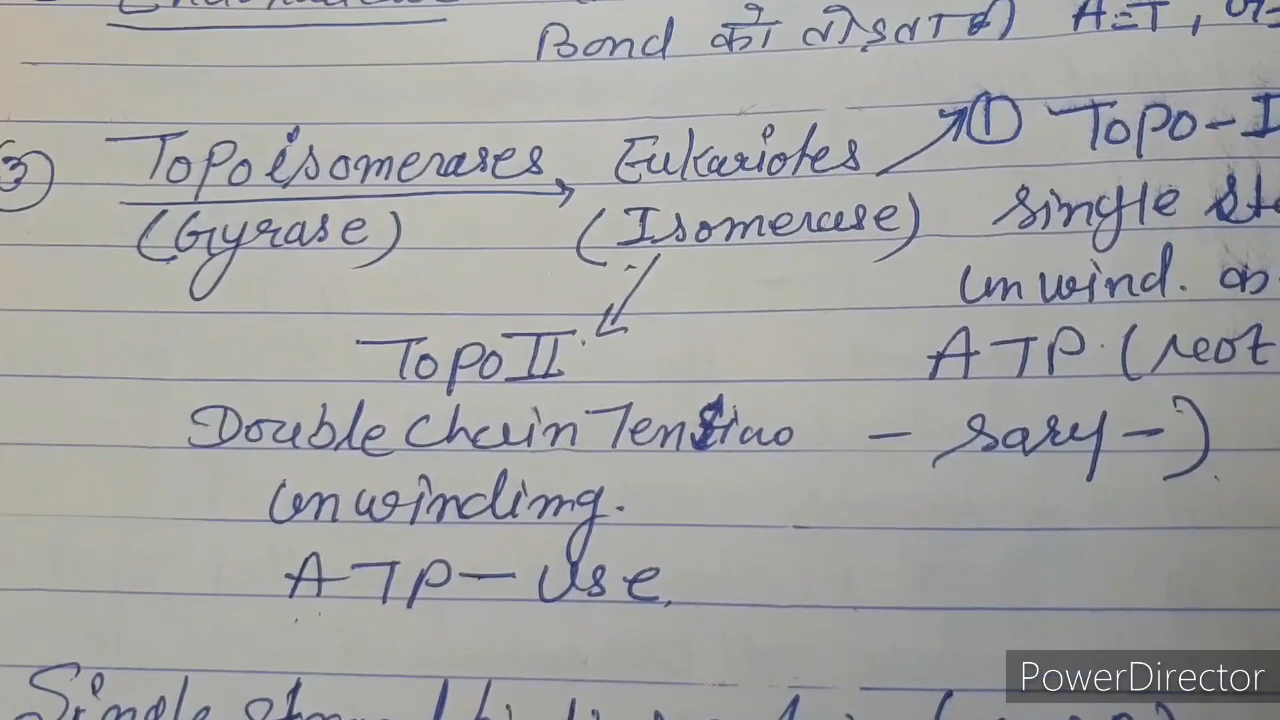 Bond को तोड़ता है) A=T,
③ Topoisomerases Eukariotes ① Topo-I
(Gyrase) (Isomerase) single
unwind.
Topo II ATP (not
Double Chain Tension - sary -)
unwinding.
ATP - Use.
Single
PowerDirector